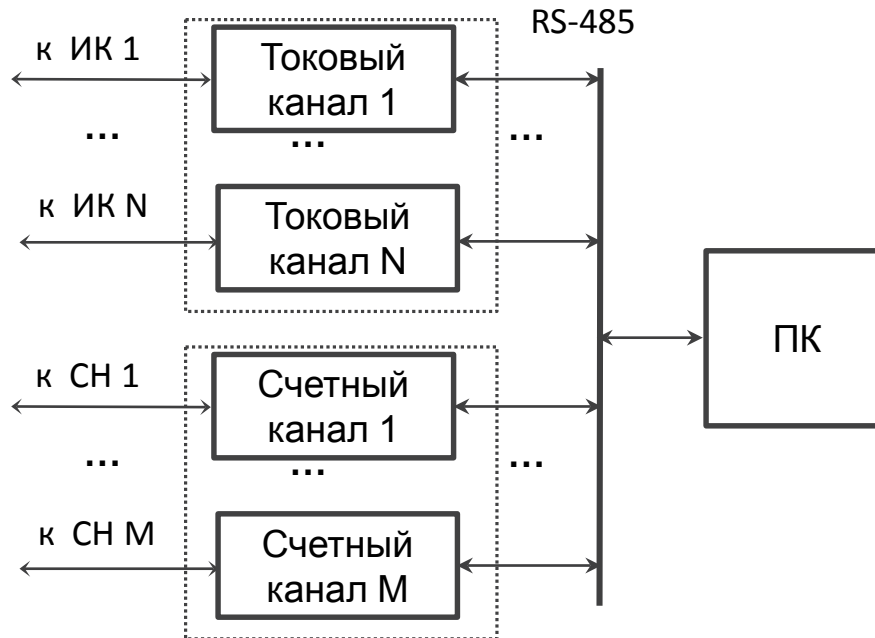 RS-485
к ИК 1
Токовый
канал 1
...
...
...
к ИК N
Токовый
канал N
ПК
к СН 1
Счетный
канал 1
...
...
...
к СН М
Счетный
канал М